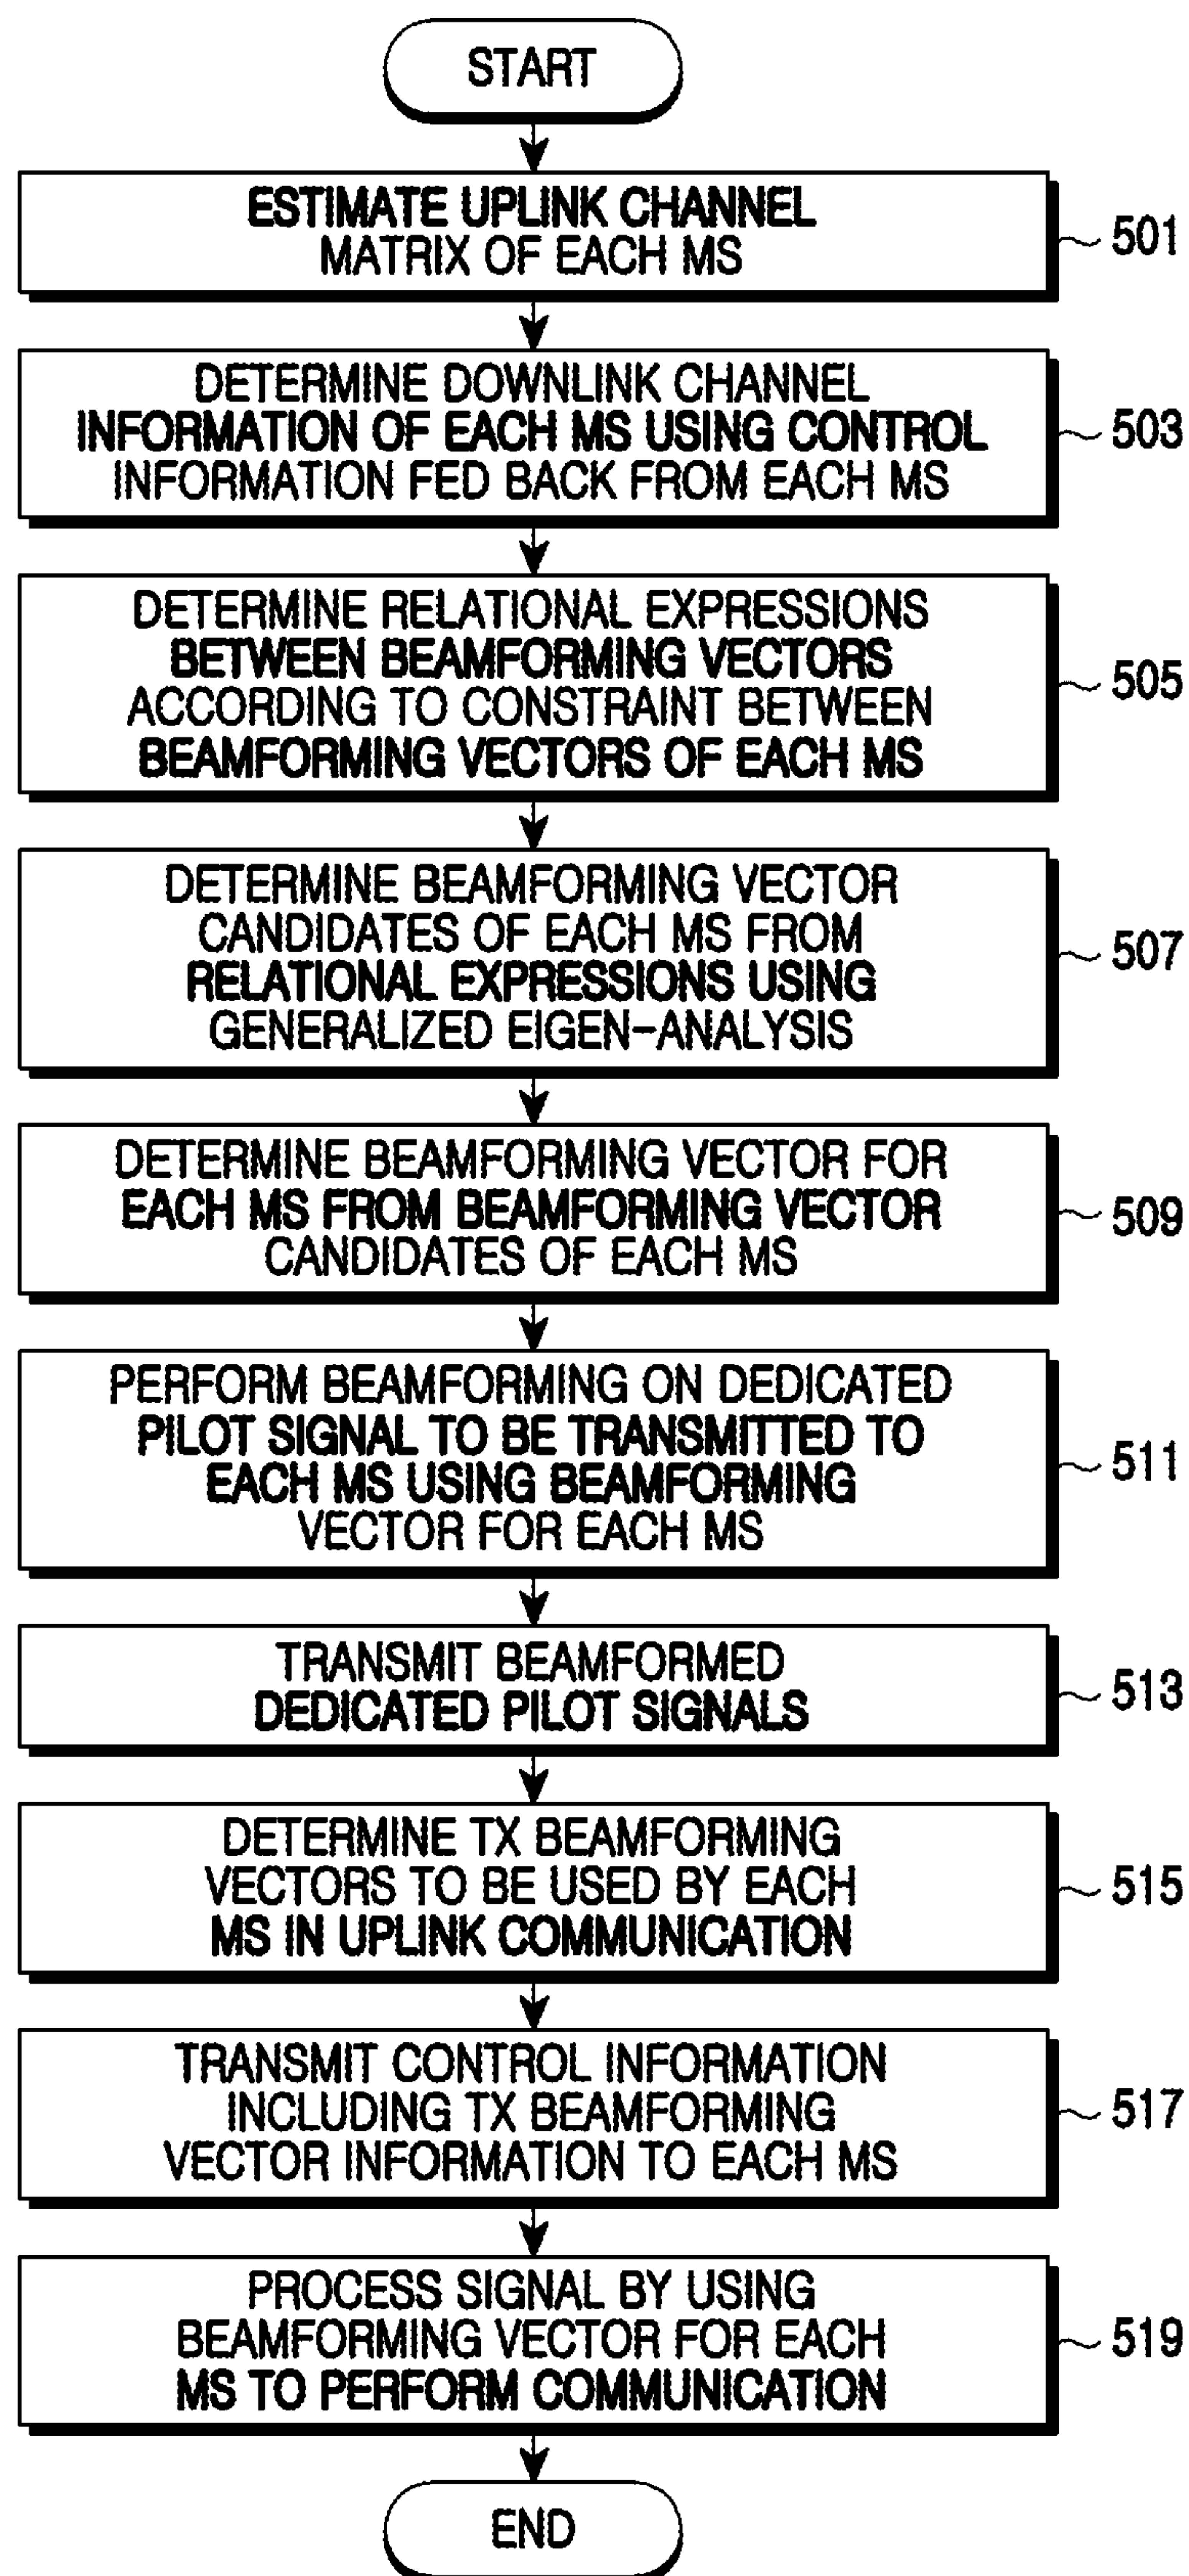 START
ESTIMATE UPLINK CHANNEL
MATRIX OF EACH MS
501
DETERMINE DOWNLINK CHANNEL
INFORMATION OF EACH MS USING CONTROL
INFORMATION FED BACK FROM EACH MS
503
DETERMINE RELATIONAL EXPRESSIONS
BETWEEN BEAMFORMING VECTORS
ACCORDING TO CONSTRAINT BETWEEN
BEAMFORMING VECTORS OF EACH MS
505
DETERMINE BEAMFORMING VECTOR
CANDIDATES OF EACH MS FROM
RELATIONAL EXPRESSIONS USING
GENERALIZED EIGEN-ANALYSIS
507
DETERMINE BEAMFORMING VECTOR FOR
EACH MS FROM BEAMFORMING VECTOR
CANDIDATES OF EACH MS
509
PERFORM BEAMFORMING ON DEDICATED
PILOT SIGNAL TO BE TRANSMITTED TO
EACH MS USING BEAMFORMING
VECTOR FOR EACH MS
511
TRANSMIT BEAMFORMED
DEDICATED PILOT SIGNALS
513
DETERMINE TX BEAMFORMING
VECTORS TO BE USED BY EACH
MS IN UPLINK COMMUNICATION
515
TRANSMIT CONTROL INFORMATION
INCLUDING TX BEAMFORMING
VECTOR INFORMATION TO EACH MS
517
PROCESS SIGNAL BY USING
BEAMFORMING VECTOR FOR EACH
MS TO PERFORM COMMUNICATION
519
END